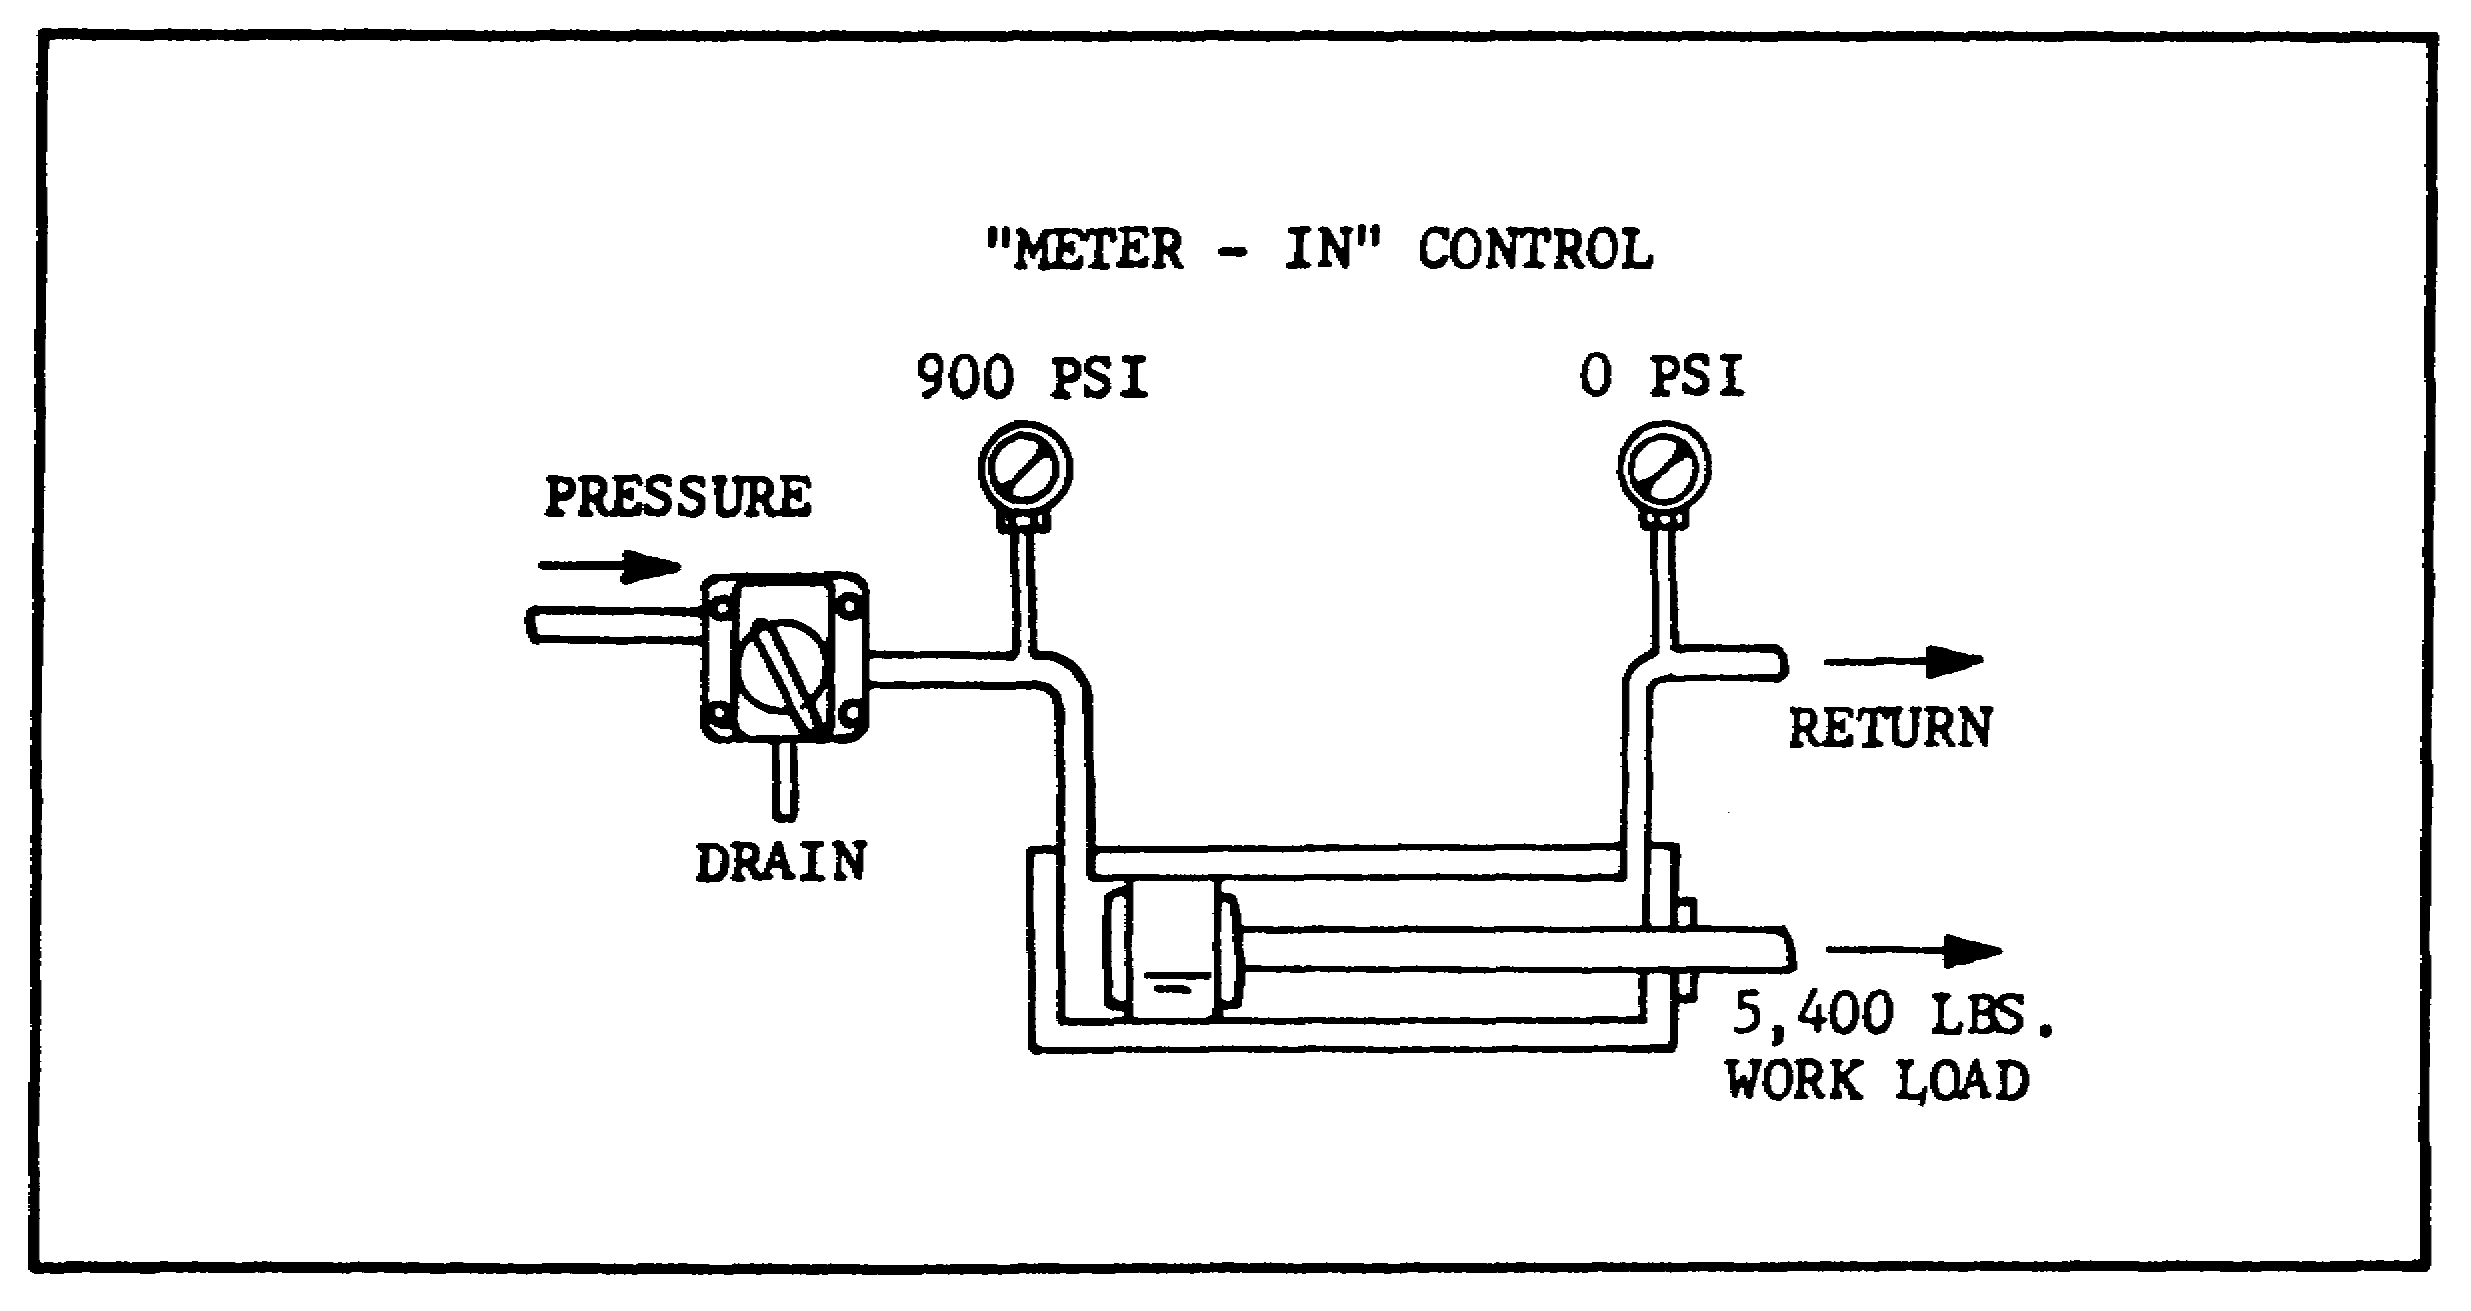 "METER - IN" CONTROL
900 PSI
0 PSI
PRESSURE
RETURN
DRAIN
5,400 LBS.
WORK LOAD